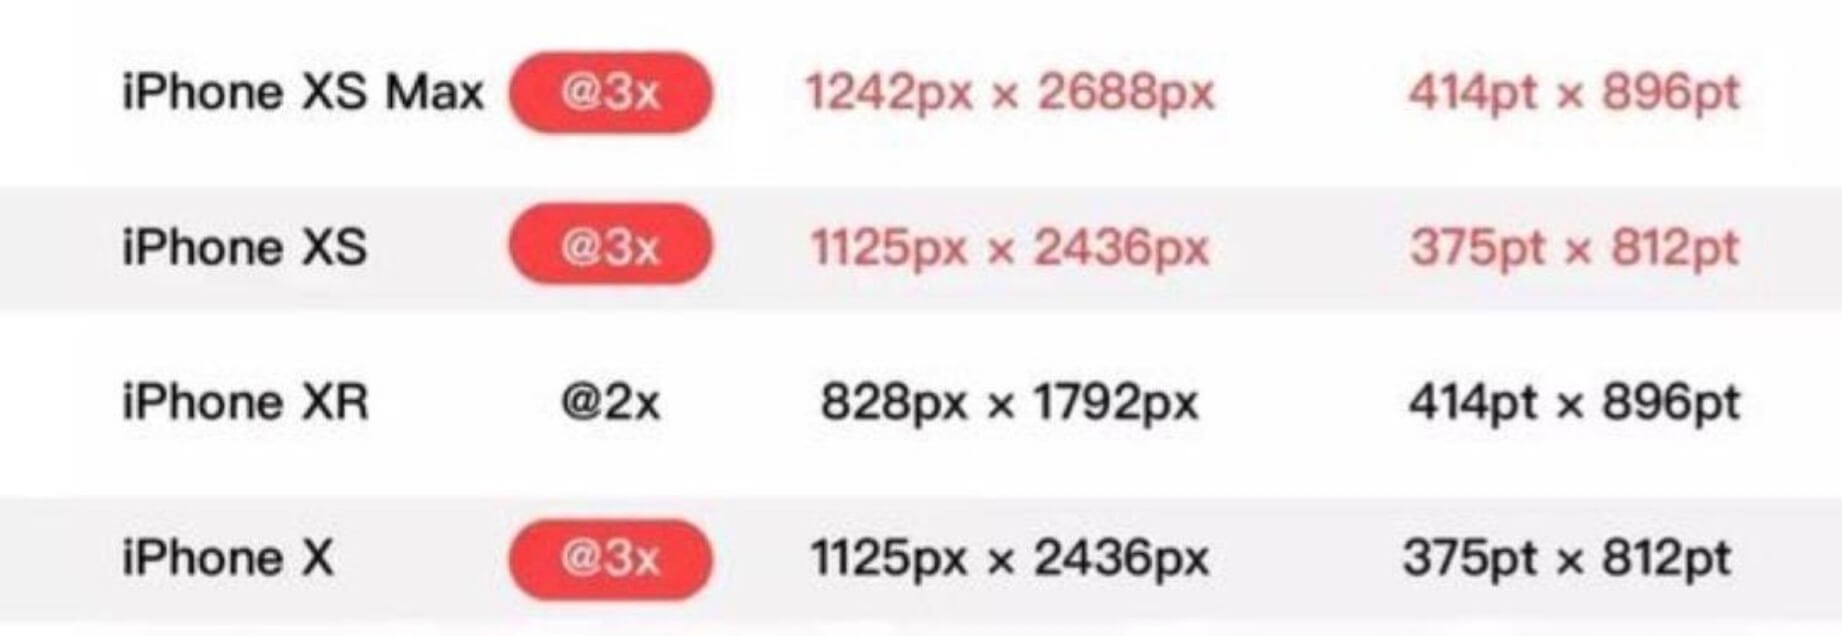 iPhone XS Max @3x 1242px × 2688px 414pt × 896pt
iPhone XS @3x 1125px × 2436px 375pt × 812pt
iPhone XR @2x 828px × 1792px 414pt × 896pt
iPhone X @3x 1125px × 2436px 375pt × 812pt